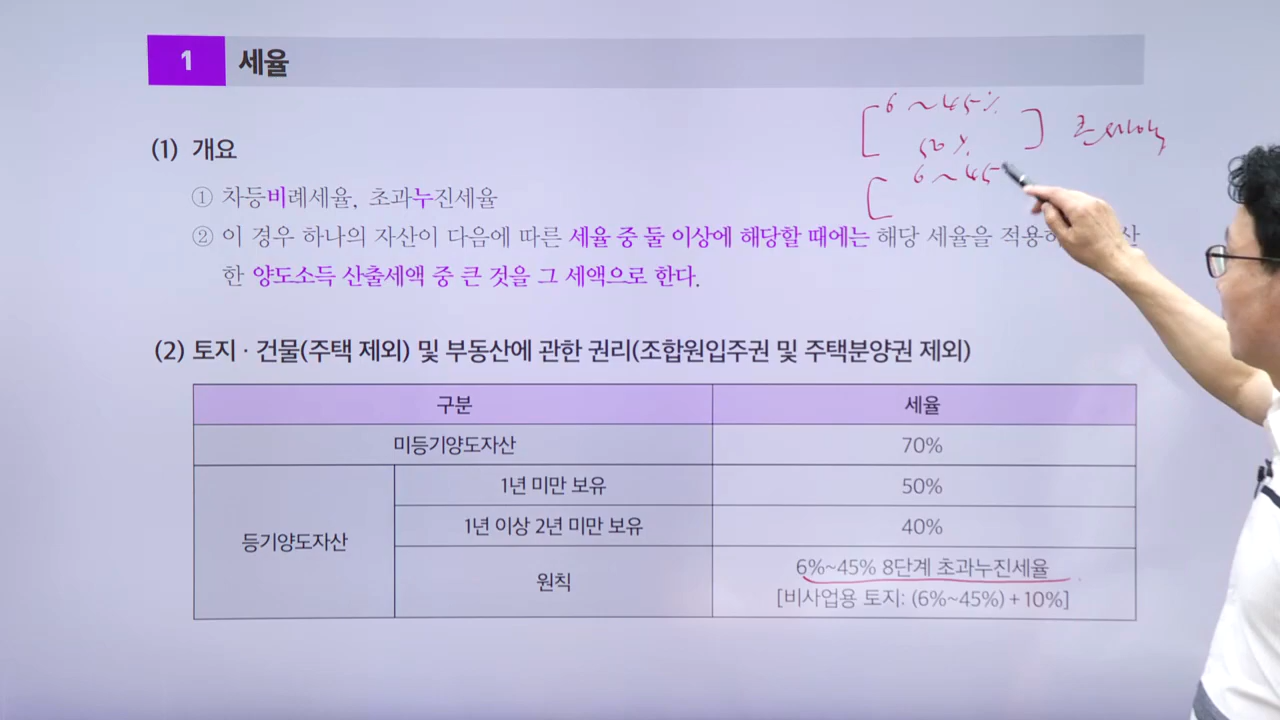 1 세율
6~45%
50%
큰세액
6~45
(1) 개요
① 차등비례세율, 초과누진세율
② 이 경우 하나의 자산이 다음에 따른 세율 중 둘 이상에 해당할 때에는 해당 세율을 적용하 산
한 양도소득 산출세액 중 큰 것을 그 세액으로 한다.
(2) 토지·건물(주택 제외) 및 부동산에 관한 권리(조합원입주권 및 주택분양권 제외)
구분 세율
미등기양도자산 70%
1년 미만 보유 50%
1년 이상 2년 미만 보유 40%
등기양도자산
6%~45% 8단계 초과누진세율
원칙
[비사업용 토지: (6%~45%)+10%]